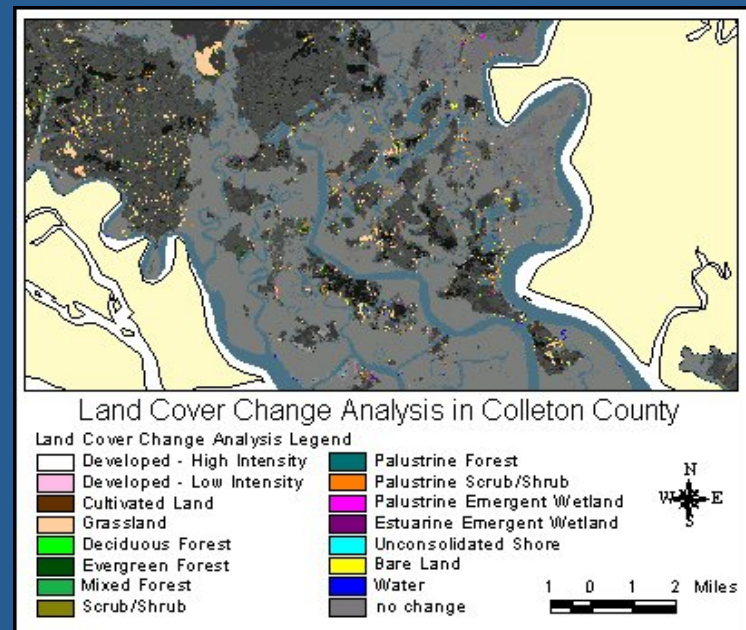 Land Cover Change Analysis in Colleton County
Land Cover Change Analysis Legend
Developed - High Intensity
Developed - Low Intensity
Cultivated Land
Grassland
Deciduous Forest
Evergreen Forest
Mixed Forest
Scrub/Shrub
Palustrine Forest
Palustrine Scrub/Shrub
Palustrine Emergent Wetland
Estuarine Emergent Wetland
Unconsolidated Shore
Bare Land
Water
no change
N
W E
S
1 0 1 2 Miles